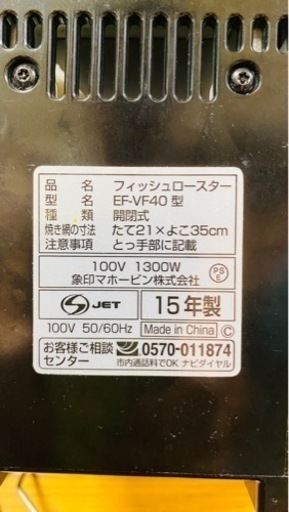 品 名 フィッシュロースター
型 名 EF-VF40 型
種 類 開閉式
焼き網の寸法 たて21×よこ35cm
注意事項 とっ手部に記載
100V 1300W
象印マホービン株式会社
PS E
S JET 15年製
100V 50/60Hz Made in China C
お客様ご相談センター 0570-011874
市内通話料でOK ナビダイヤル